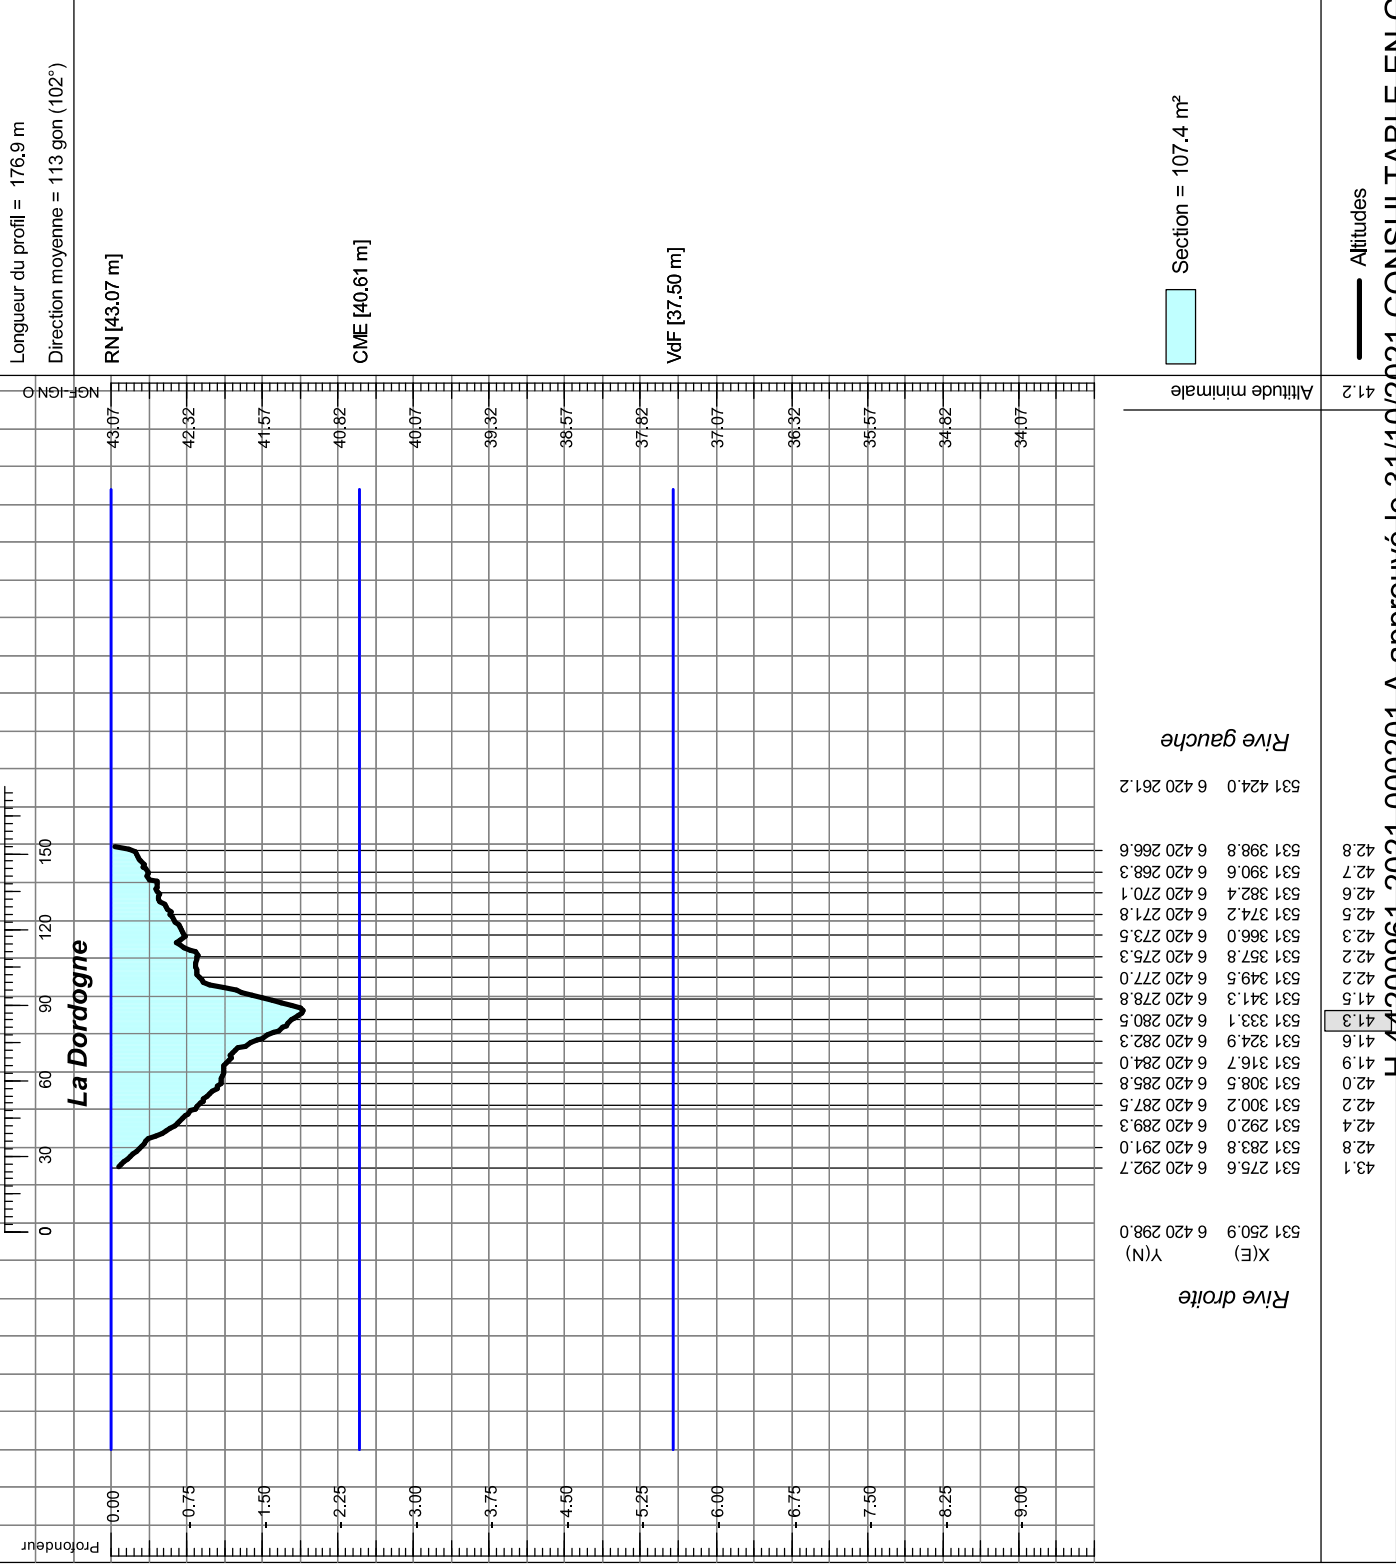 Longueur du profil = 176.9 m
Direction moyenne = 113 gon (102°)
RN [43.07 m]
CME [40.61 m]
VdF [37.50 m]
Section = 107.4 m²
Altitudes
NGF-IGN O
43.07
42.32
41.57
40.82
40.07
39.32
38.57
37.82
37.07
36.32
35.57
34.82
34.07
Altitude minimale
41.2
La Dordogne
0
30
60
90
120
150
Profondeur
0.00
-0.75
-1.50
-2.25
-3.00
-3.75
-4.50
-5.25
-6.00
-6.75
-7.50
-8.25
-9.00
Rive gauche
531 424.0 6 420 261.2
531 398.8 6 420 266.6 42.8
531 390.6 6 420 268.3 42.7
531 382.4 6 420 270.1 42.6
531 374.2 6 420 271.8 42.5
531 366.0 6 420 273.5 42.3
531 357.8 6 420 275.3 42.2
531 349.5 6 420 277.0 42.2
531 341.3 6 420 278.8 41.5
531 333.1 6 420 280.5 41.3
531 324.9 6 420 282.3 41.6
531 316.7 6 420 284.0 41.9
531 308.5 6 420 285.8 42.0
531 300.2 6 420 287.5 42.2
531 292.0 6 420 289.3 42.4
531 283.8 6 420 291.0 42.8
531 275.6 6 420 292.7 43.1
531 250.9 6 420 298.0
X(E) Y(N)
Rive droite
A approuvé le 31/10/2021 CONSULTABLE EN